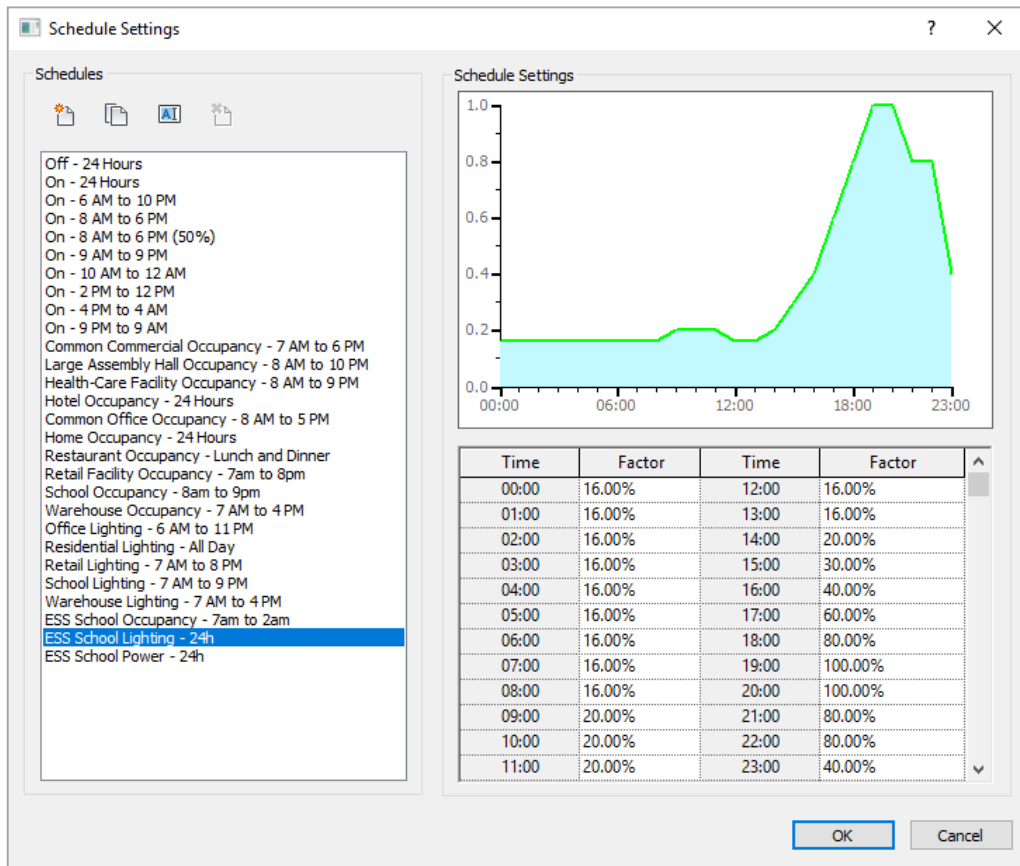 Schedule Settings
?
Schedules
AI
Off - 24 Hours
On - 24 Hours
On - 6 AM to 10 PM
On - 8 AM to 6 PM
On - 8 AM to 6 PM (50%)
On - 9 AM to 9 PM
On - 10 AM to 12 AM
On - 2 PM to 12 PM
On - 4 PM to 4 AM
On - 9 PM to 9 AM
Common Commercial Occupancy - 7 AM to 6 PM
Large Assembly Hall Occupancy - 8 AM to 10 PM
Health-Care Facility Occupancy - 8 AM to 9 PM
Hotel Occupancy - 24 Hours
Common Office Occupancy - 8 AM to 5 PM
Home Occupancy - 24 Hours
Restaurant Occupancy - Lunch and Dinner
Retail Facility Occupancy - 7am to 8pm
School Occupancy - 8am to 9pm
Warehouse Occupancy - 7 AM to 4 PM
Office Lighting - 6 AM to 11 PM
Residential Lighting - All Day
Retail Lighting - 7 AM to 8 PM
School Lighting - 7 AM to 9 PM
Warehouse Lighting - 7 AM to 4 PM
ESS School Occupancy - 7am to 2am
ESS School Lighting - 24h
ESS School Power - 24h
Schedule Settings
1.0
0.8
0.6
0.4
0.2
0.0
00:00 06:00 12:00 18:00 23:00
Time Factor Time Factor
00:00 16.00% 12:00 16.00%
01:00 16.00% 13:00 16.00%
02:00 16.00% 14:00 20.00%
03:00 16.00% 15:00 30.00%
04:00 16.00% 16:00 40.00%
05:00 16.00% 17:00 60.00%
06:00 16.00% 18:00 80.00%
07:00 16.00% 19:00 100.00%
08:00 16.00% 20:00 100.00%
09:00 20.00% 21:00 80.00%
10:00 20.00% 22:00 80.00%
11:00 20.00% 23:00 40.00%
OK Cancel